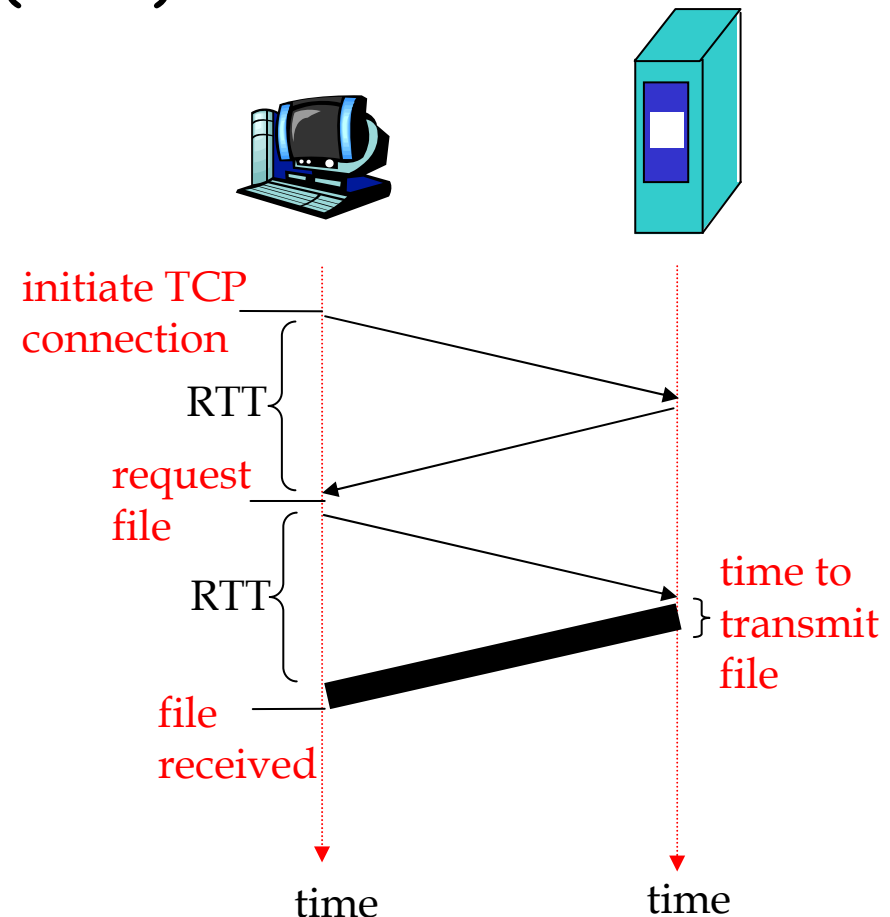 initiate TCP
connection
RTT
request
file
RTT
time to
transmit
file
file
received
time
time